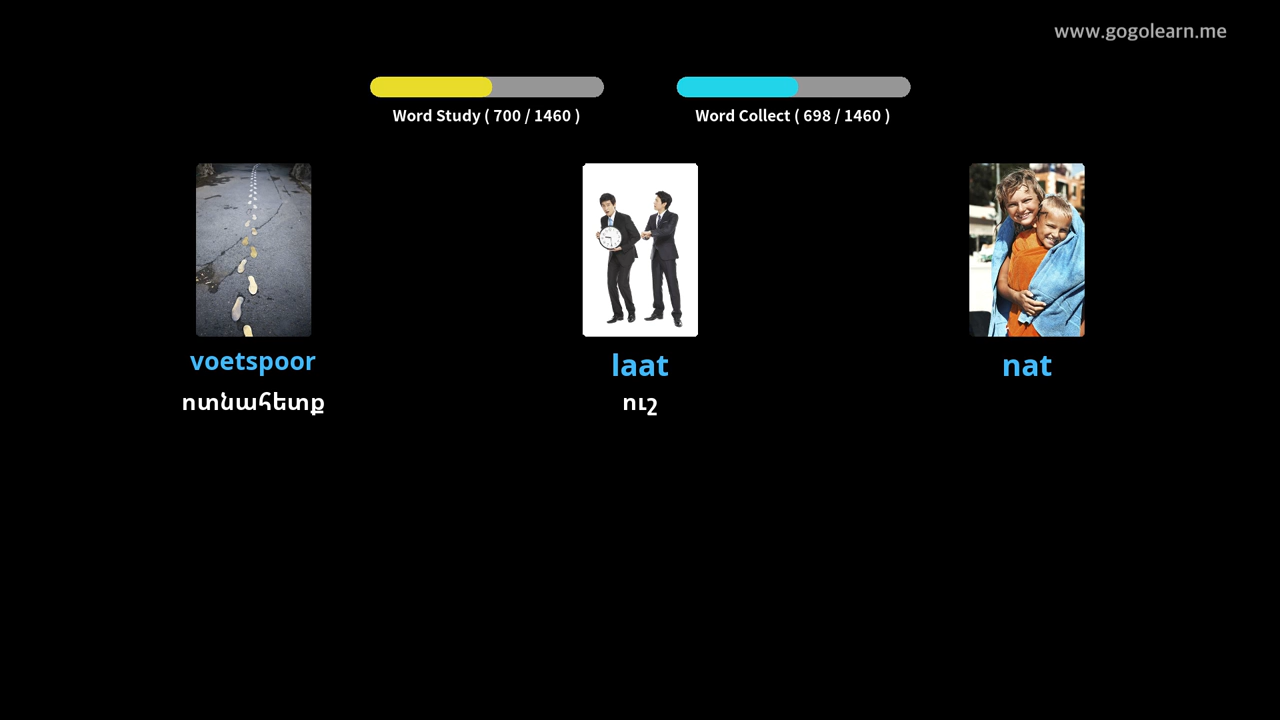 www.gogolearn.me
Word Study ( 700 / 1460 )
Word Collect ( 698 / 1460 )
voetspoor
laat
nat
ոտնահետք
ուշ